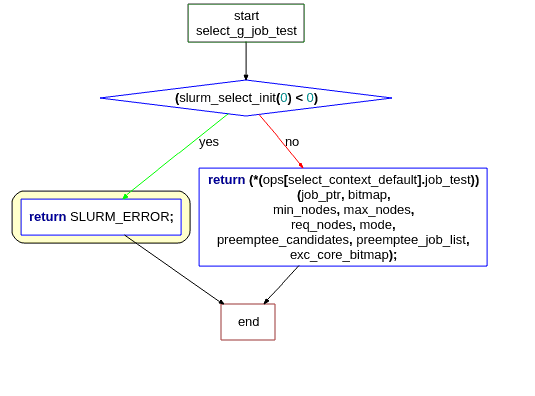 start
select_g_job_test
(slurm_select_init(0) < 0)
yes
no
return SLURM_ERROR;
return (*(ops[select_context_default].job_test))
(job_ptr, bitmap,
min_nodes, max_nodes,
req_nodes, mode,
preemptee_candidates, preemptee_job_list,
exc_core_bitmap);
end